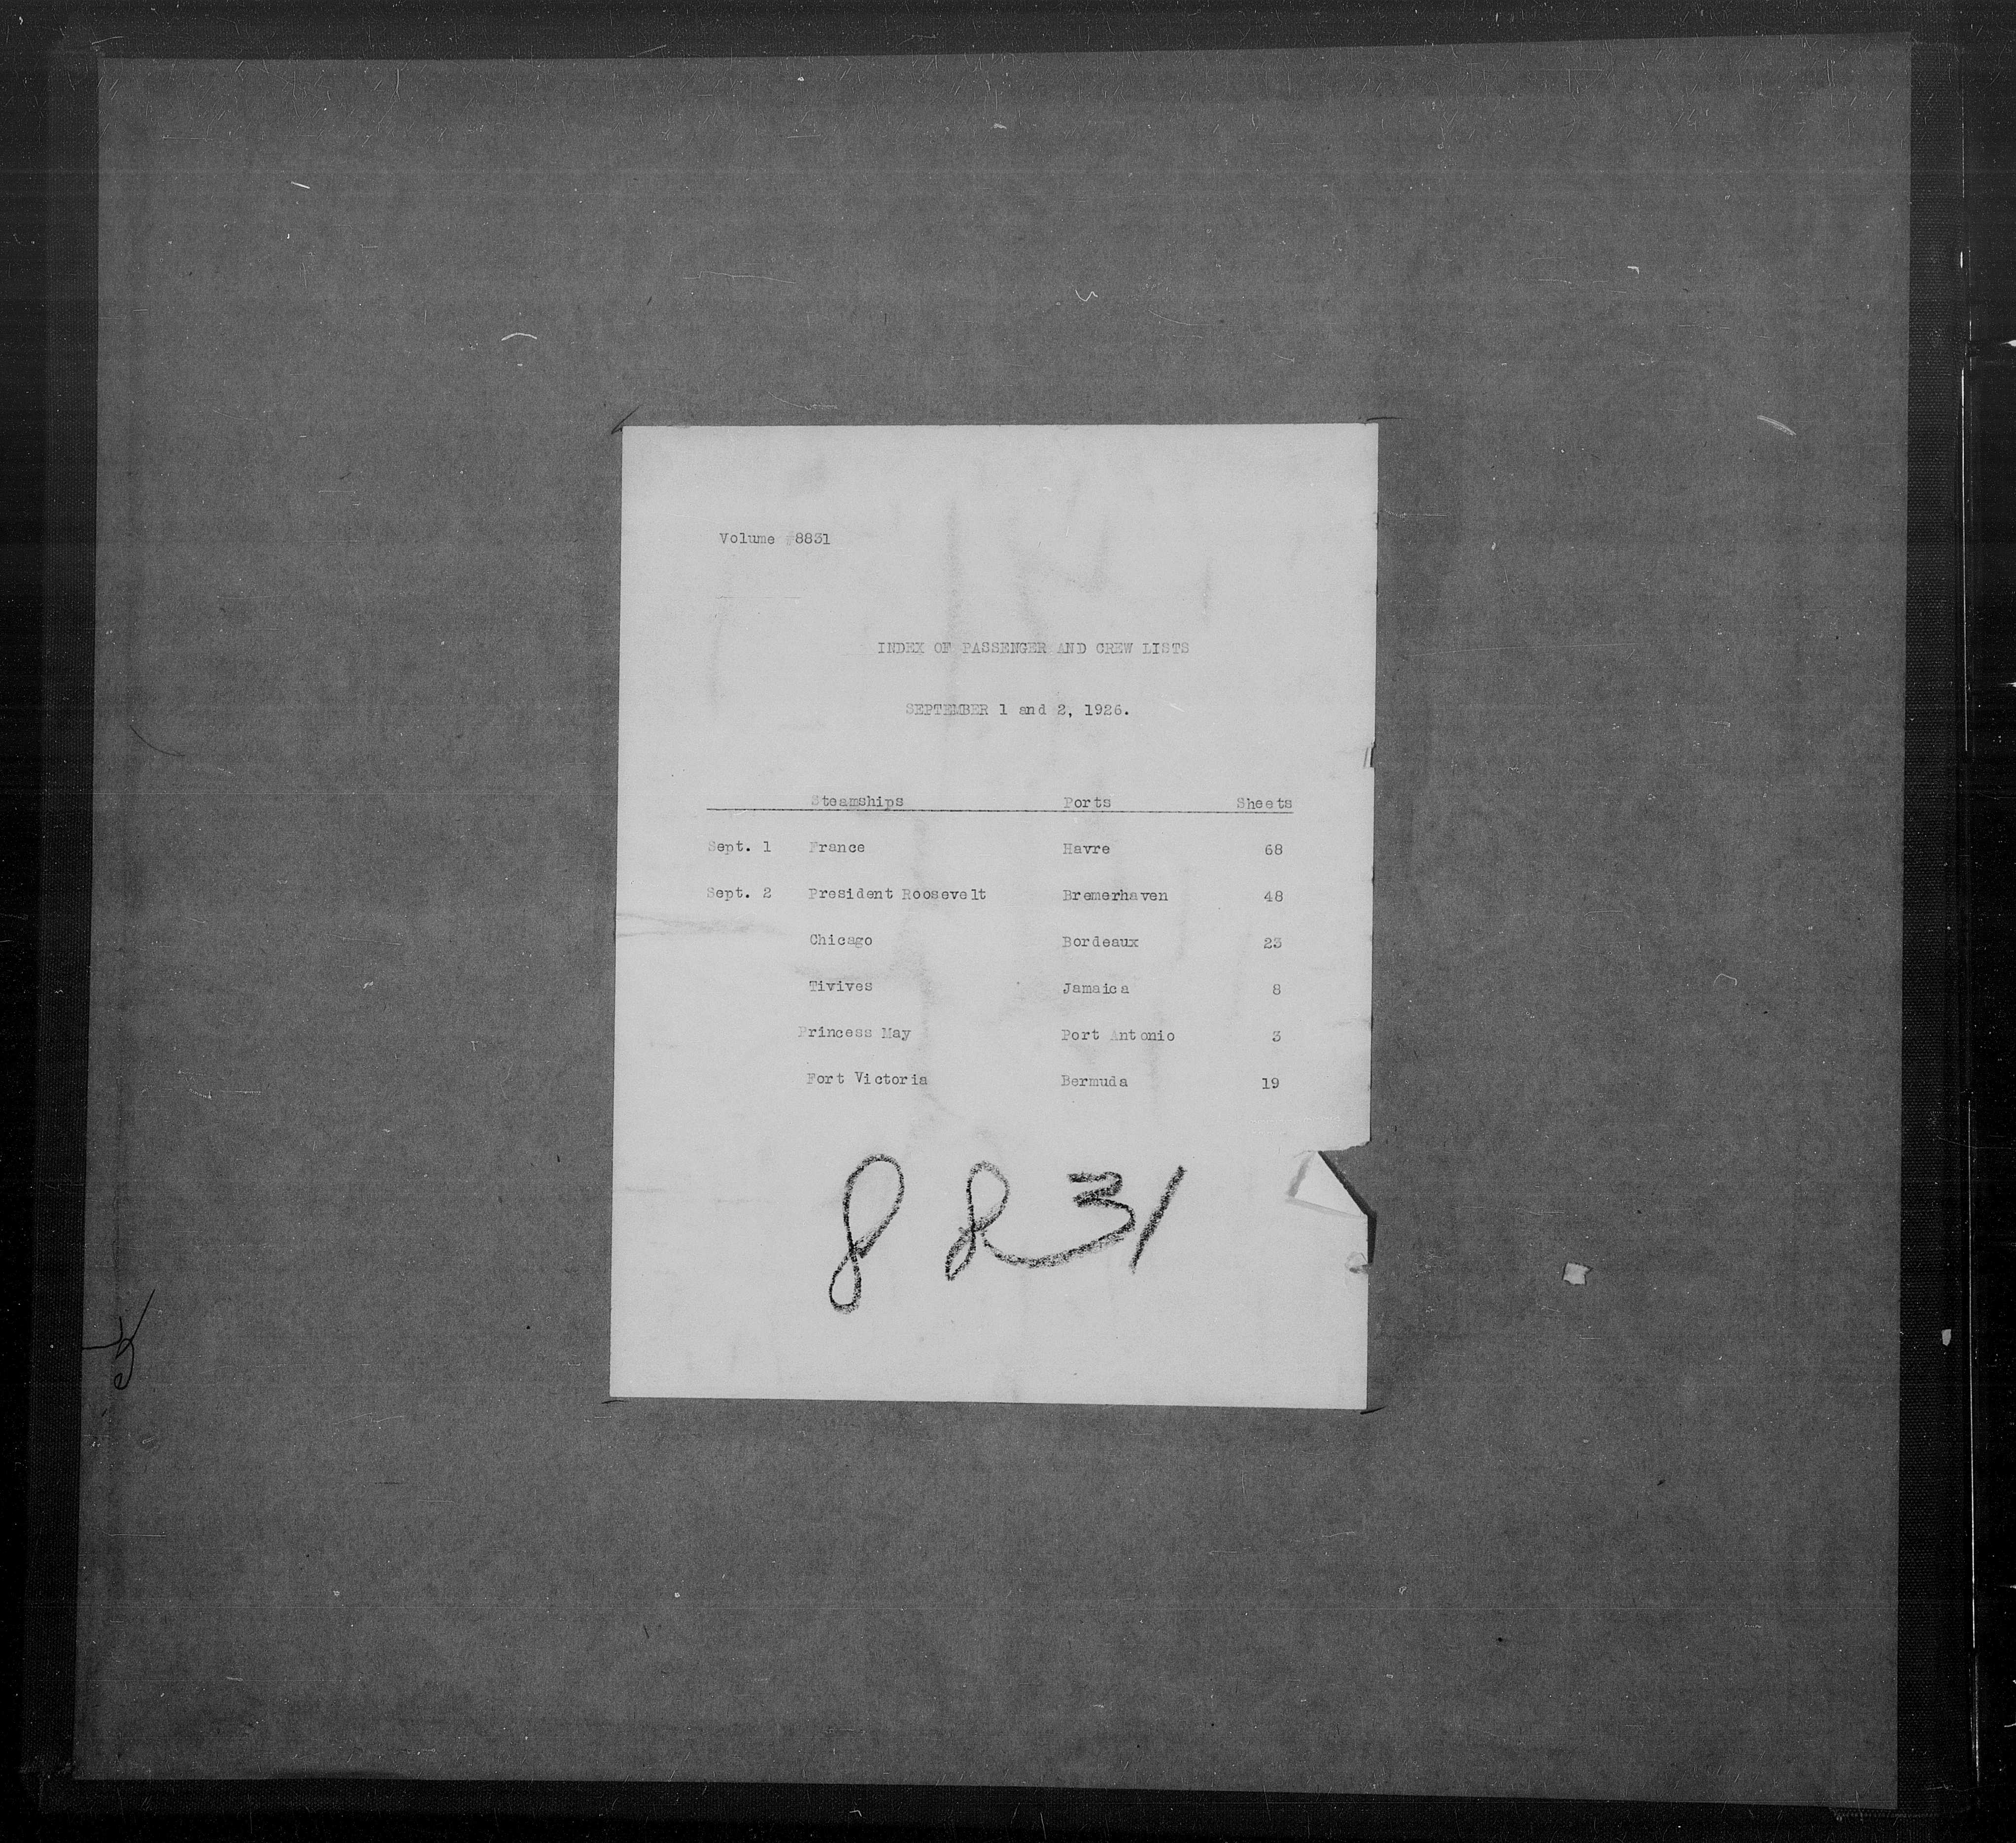 Volume #8831
INDEX OF PASSENGER AND CREW LISTS
SEPTEMBER 1 and 2, 1926.
Steamships Ports Sheets
Sept. 1 France Havre 68
Sept. 2 President Roosevelt Bremerhaven 48
Chicago Bordeaux 23
Tivives Jamaica 8
Princess May Port Antonio 3
Fort Victoria Bermuda 19
8831